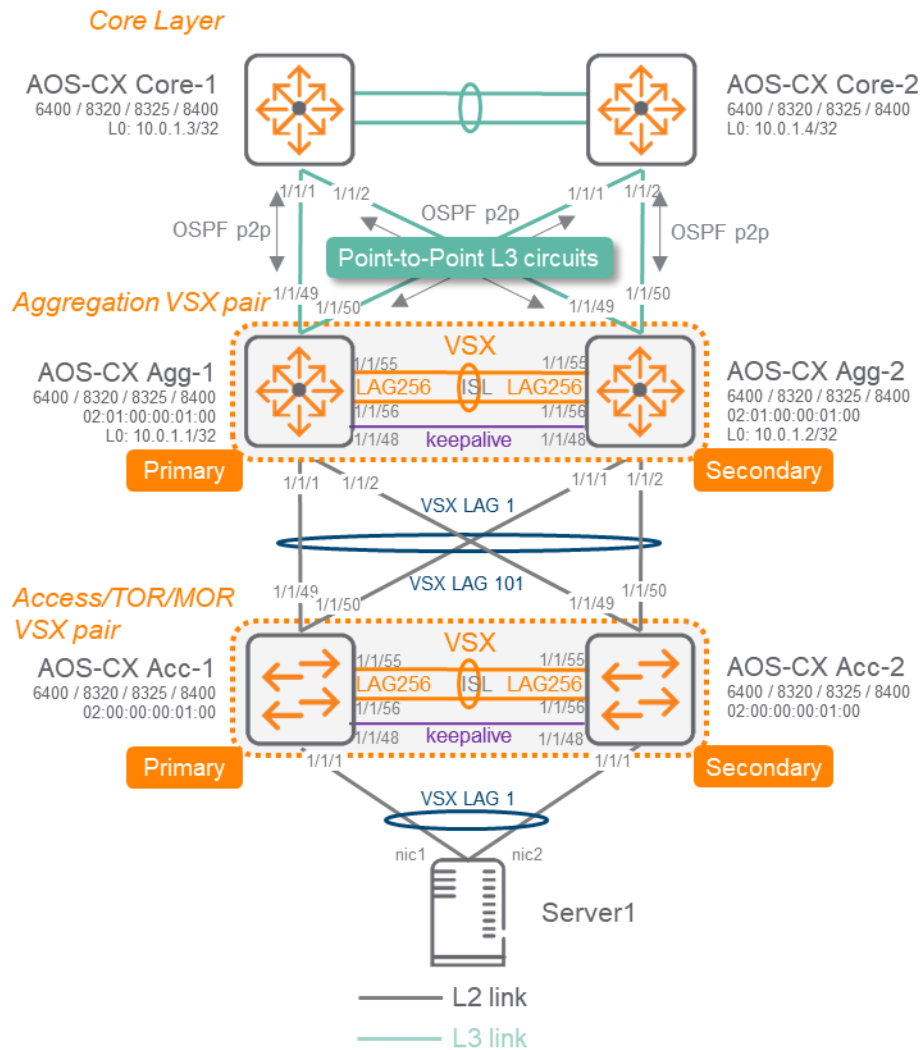 Core Layer
AOS-CX Core-1
6400 / 8320 / 8325 / 8400
L0: 10.0.1.3/32
AOS-CX Core-2
6400 / 8320 / 8325 / 8400
L0: 10.0.1.4/32
1/1/1
1/1/2
1/1/1
1/1/2
OSPF p2p
OSPF p2p
OSPF p2p
Point-to-Point L3 circuits
1/1/49
1/1/50
1/1/49
1/1/50
Aggregation VSX pair
VSX
AOS-CX Agg-1
6400 / 8320 / 8325 / 8400
02:01:00:00:01:00
L0: 10.0.1.1/32
1/1/55
1/1/55
LAG256
ISL
LAG256
1/1/56
1/1/56
keepalive
1/1/48
1/1/48
AOS-CX Agg-2
6400 / 8320 / 8325 / 8400
02:01:00:00:01:00
L0: 10.0.1.2/32
Primary
Secondary
1/1/1
1/1/2
1/1/1
1/1/2
VSX LAG 1
VSX LAG 101
1/1/49
1/1/50
1/1/49
1/1/50
Access/TOR/MOR
VSX pair
VSX
AOS-CX Acc-1
6400 / 8320 / 8325 / 8400
02:00:00:00:01:00
1/1/55
1/1/55
LAG256
ISL
LAG256
1/1/56
1/1/56
keepalive
1/1/48
1/1/48
AOS-CX Acc-2
6400 / 8320 / 8325 / 8400
02:00:00:00:01:00
Primary
Secondary
1/1/1
1/1/1
VSX LAG 1
nic1
nic2
Server1
L2 link
L3 link